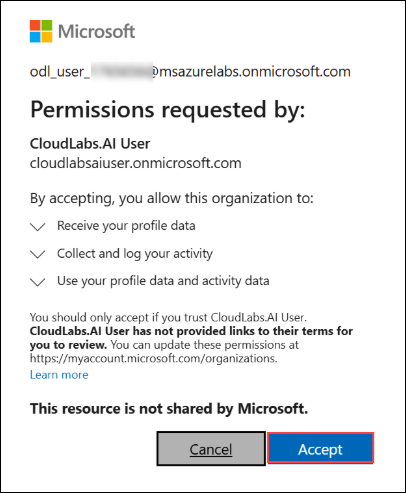 Microsoft
odl_user_@msazurelabs.onmicrosoft.com
Permissions requested by:
CloudLabs.AI User
cloudlabsaiuser.onmicrosoft.com
By accepting, you allow this organization to:
Receive your profile data
Collect and log your activity
Use your profile data and activity data
You should only accept if you trust CloudLabs.AI User.
CloudLabs.AI User has not provided links to their terms for
you to review. You can update these permissions at
https://myaccount.microsoft.com/organizations.
Learn more
This resource is not shared by Microsoft.
Cancel Accept